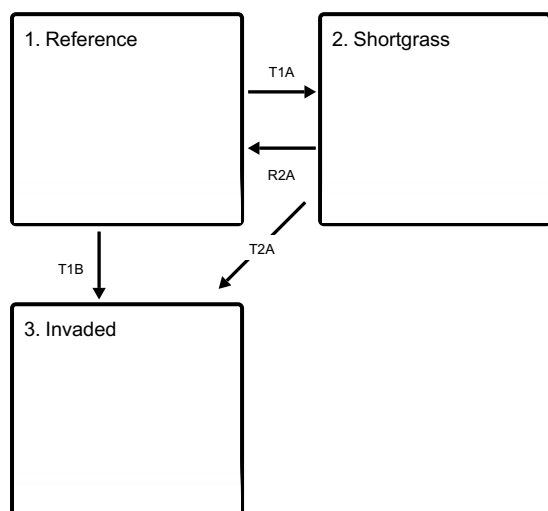 1. Reference
2. Shortgrass
T1A
R2A
T1B
T2A
3. Invaded